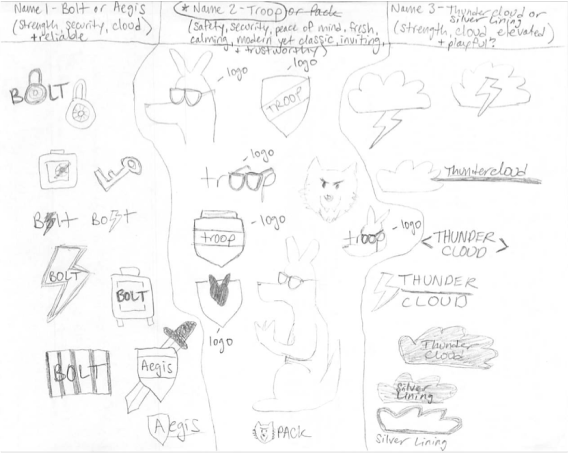 Name 1 - Bolt or Aegis
(strength, security, cloud)
+ reliable
* Name 2 - Troop or Pack
(safety, security, peace of mind, fresh,
calming, modern yet classic, inviting,
+ trustworthy)
Name 3 - Thundercloud or
Silver Lining
(strength, cloud, elevated)
+ playful?
BOLT
- logo
- logo
TROOP
- logo
troop
Thundercloud
Bolt Bolt
- logo
troop
- logo
troop
< THUNDER
CLOUD >
BOLT
BOLT
logo
THUNDER
CLOUD
BOLT
Aegis
Thunder
Cloud
Silver
Lining
Aegis
PACK
Silver Lining